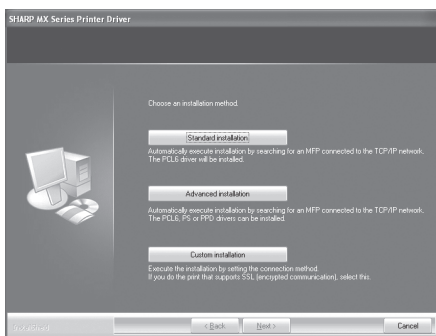 SHARP MX Series Printer Driver
Choose an installation method.
Standard installation
Automatically execute installation by searching for an MFP connected to the TCP/IP network.
The PCL6 driver will be installed.
Advanced installation
Automatically execute installation by searching for an MFP connected to the TCP/IP network.
The PCL6, PS or PPD drivers can be installed.
Custom installation
Execute the installation by setting the connection method.
If you do the print that supports SSL (encrypted communication), select this.
InstallShield
< Back
Next >
Cancel